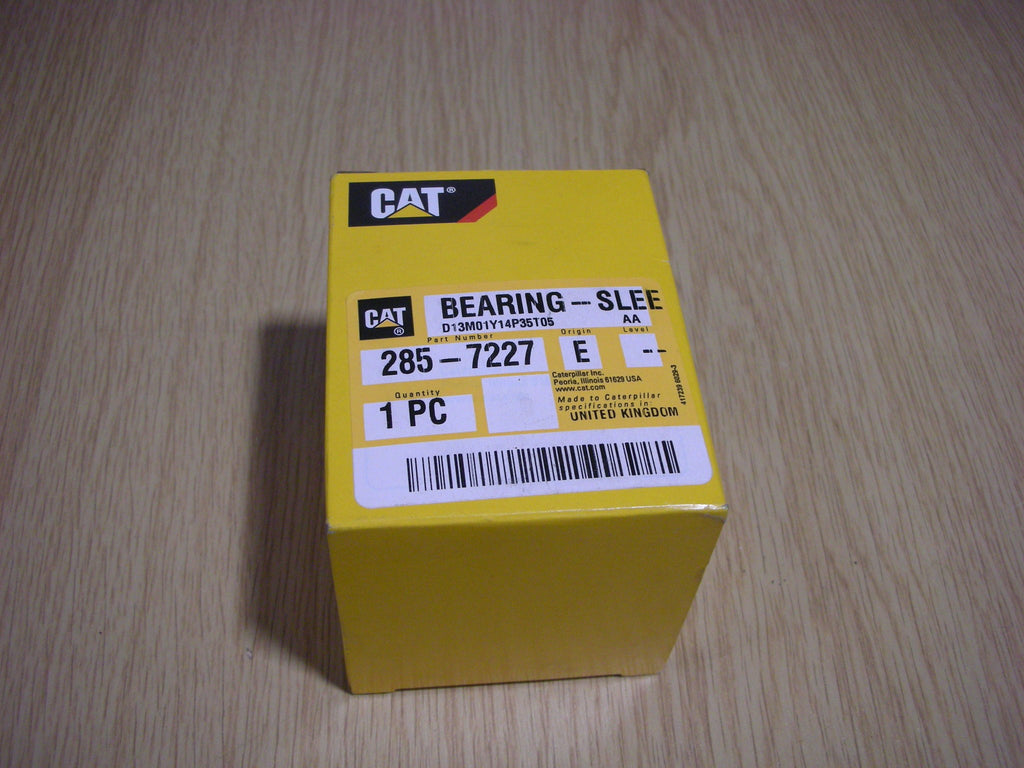 CAT®
CAT®
BEARING--SLEE
D13M01Y14P35T05 AA
Part Number Origin Level
285-7227 E --
Caterpillar Inc.
Peoria, Illinois 61629 USA
www.cat.com
Quantity
1 PC
Made to Caterpillar
specifications in:
UNITED KINGDOM